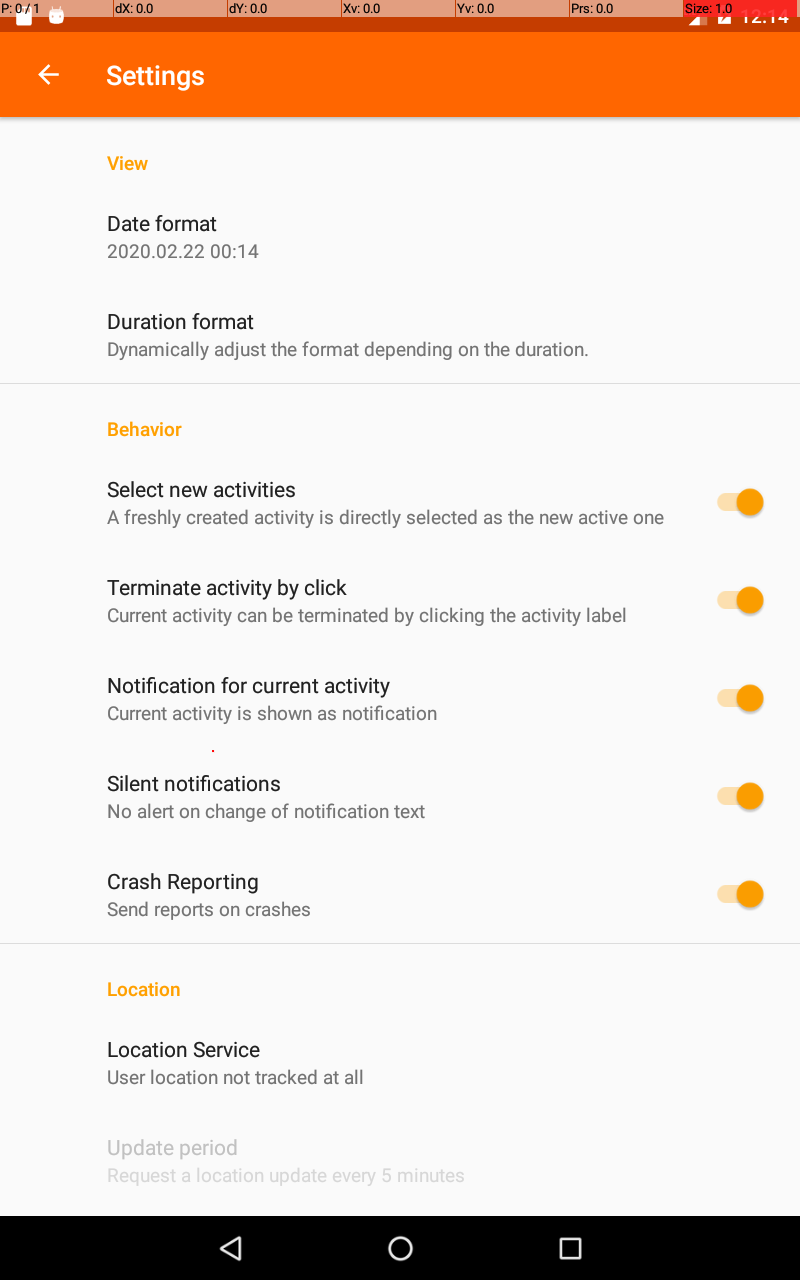 P: 0 / 1 dX: 0.0 dY: 0.0 Xv: 0.0 Yv: 0.0 Prs: 0.0 Size: 1.0
12:14
Settings
View
Date format
2020.02.22 00:14
Duration format
Dynamically adjust the format depending on the duration.
Behavior
Select new activities
A freshly created activity is directly selected as the new active one
Terminate activity by click
Current activity can be terminated by clicking the activity label
Notification for current activity
Current activity is shown as notification
Silent notifications
No alert on change of notification text
Crash Reporting
Send reports on crashes
Location
Location Service
User location not tracked at all
Update period
Request a location update every 5 minutes